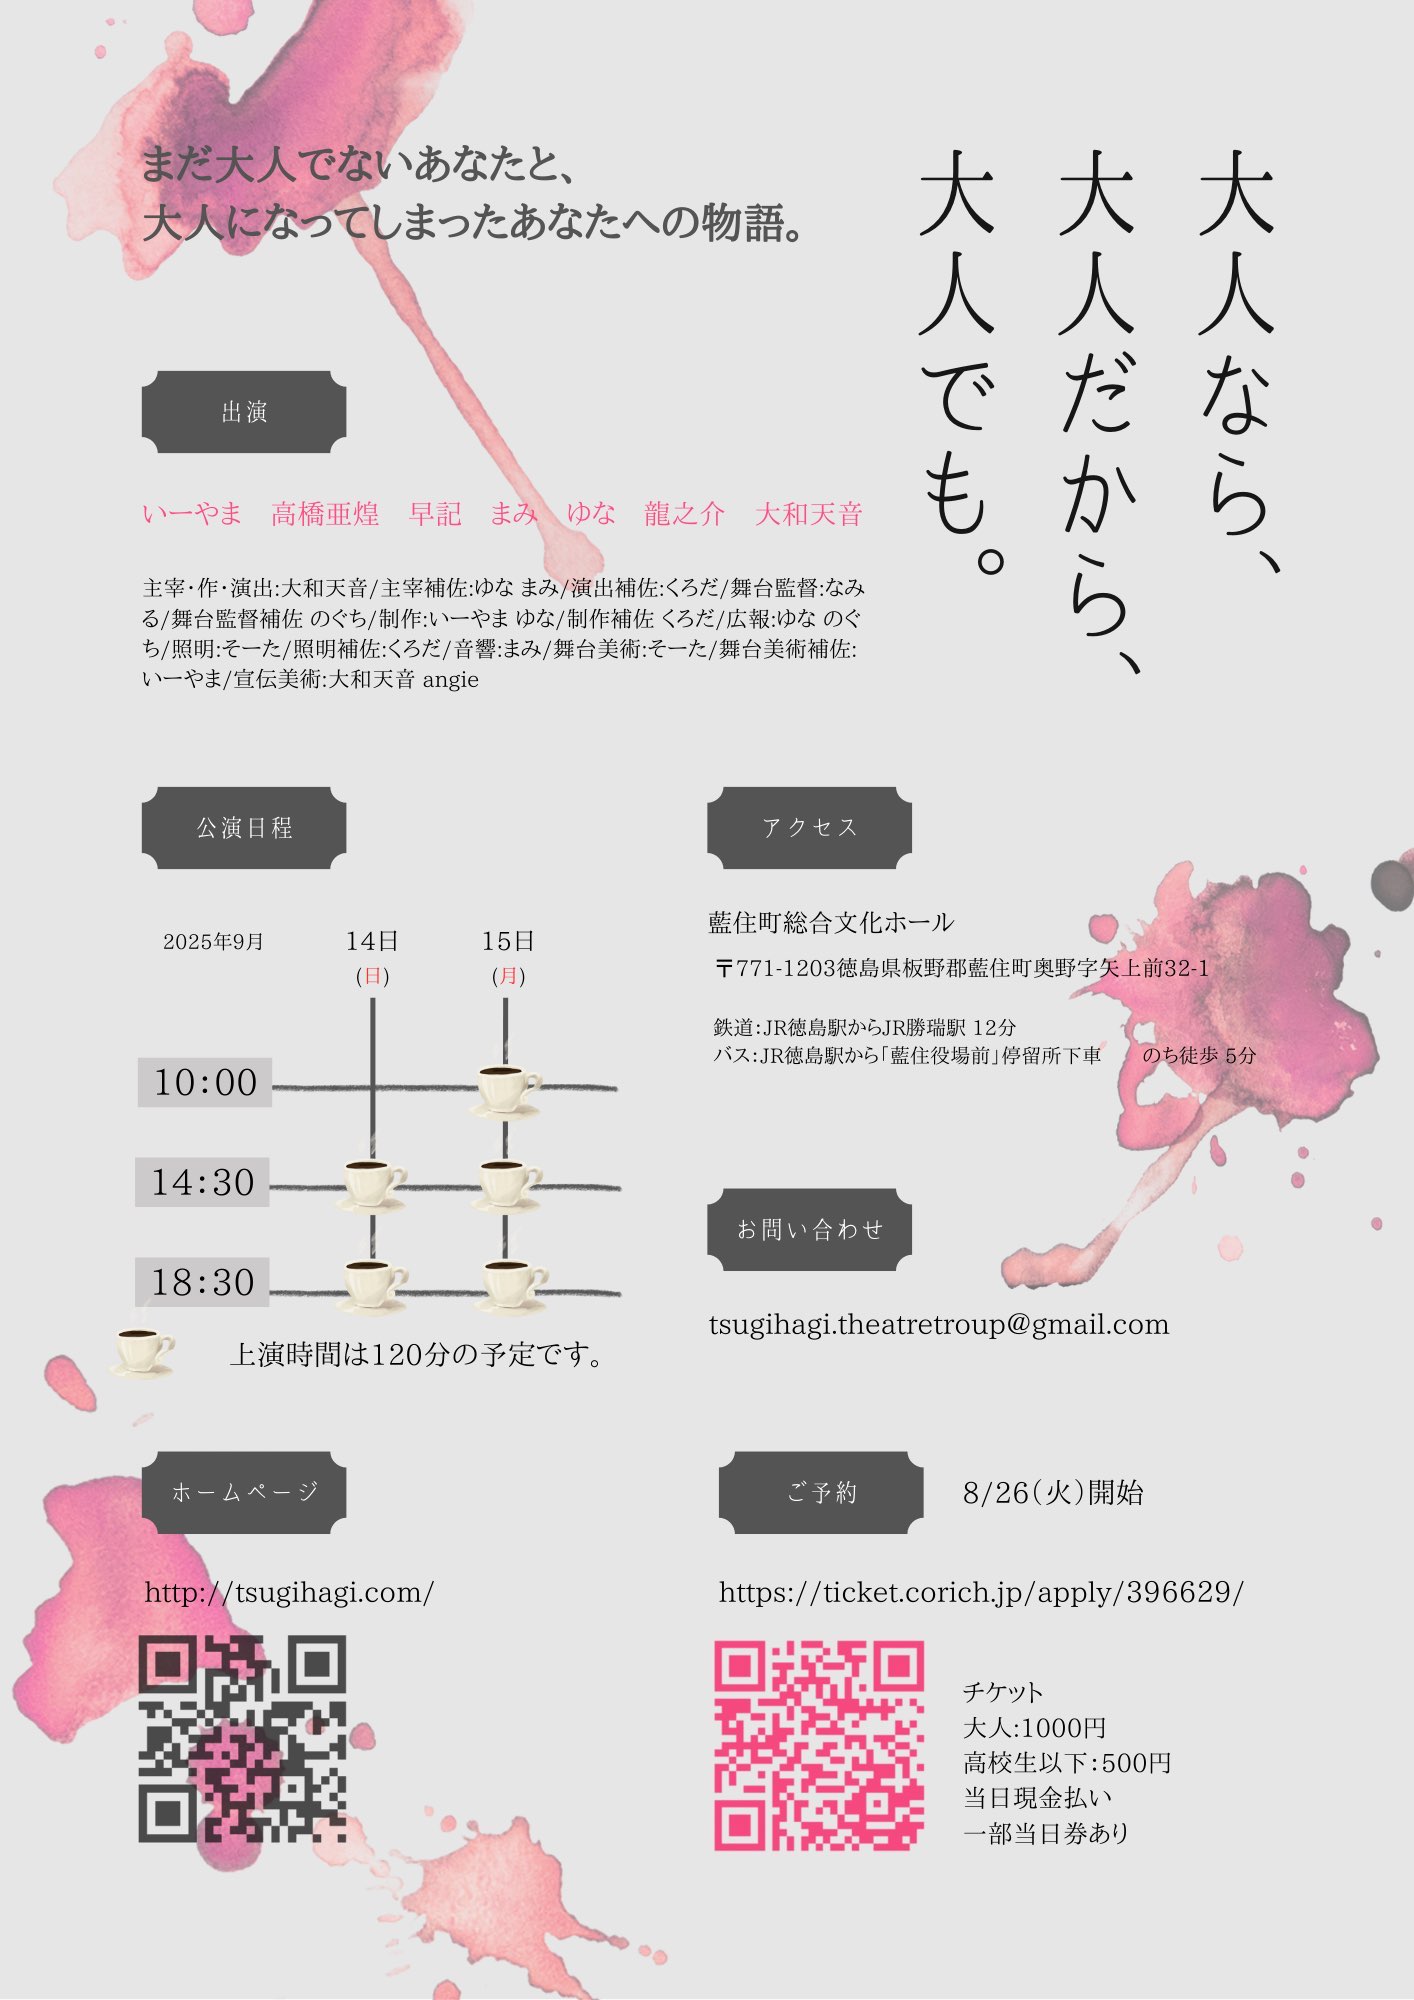 大人なら、
大人だから、
大人でも。
まだ大人でないあなたと、
大人になってしまったあなたへの物語。
出演
いーやま　高橋亜煌　早記　まみ　ゆな　龍之介　大和天音
主宰・作・演出:大和天音/主宰補佐:ゆな まみ/演出補佐:くろだ/舞台監督:なみ
る/舞台監督補佐 のぐち/制作:いーやま ゆな/制作補佐 くろだ/広報:ゆな のぐ
ち/照明:そーた/照明補佐:くろだ/音響:まみ/舞台美術:そーた/舞台美術補佐:
いーやま/宣伝美術:大和天音 angie
公演日程
2025年9月　14日　15日
(日)　(月)
10:00
14:30
18:30
上演時間は120分の予定です。
アクセス
藍住町総合文化ホール
〒771-1203徳島県板野郡藍住町奥野字矢上前32-1
鉄道：JR徳島駅からJR勝瑞駅 12分
バス：JR徳島駅から「藍住役場前」停留所下車　　のち徒歩 5分
お問い合わせ
tsugihagi.theatretroup@gmail.com
ホームページ
http://tsugihagi.com/
ご予約　8/26（火）開始
https://ticket.corich.jp/apply/396629/
チケット
大人:1000円
高校生以下：500円
当日現金払い
一部当日券あり